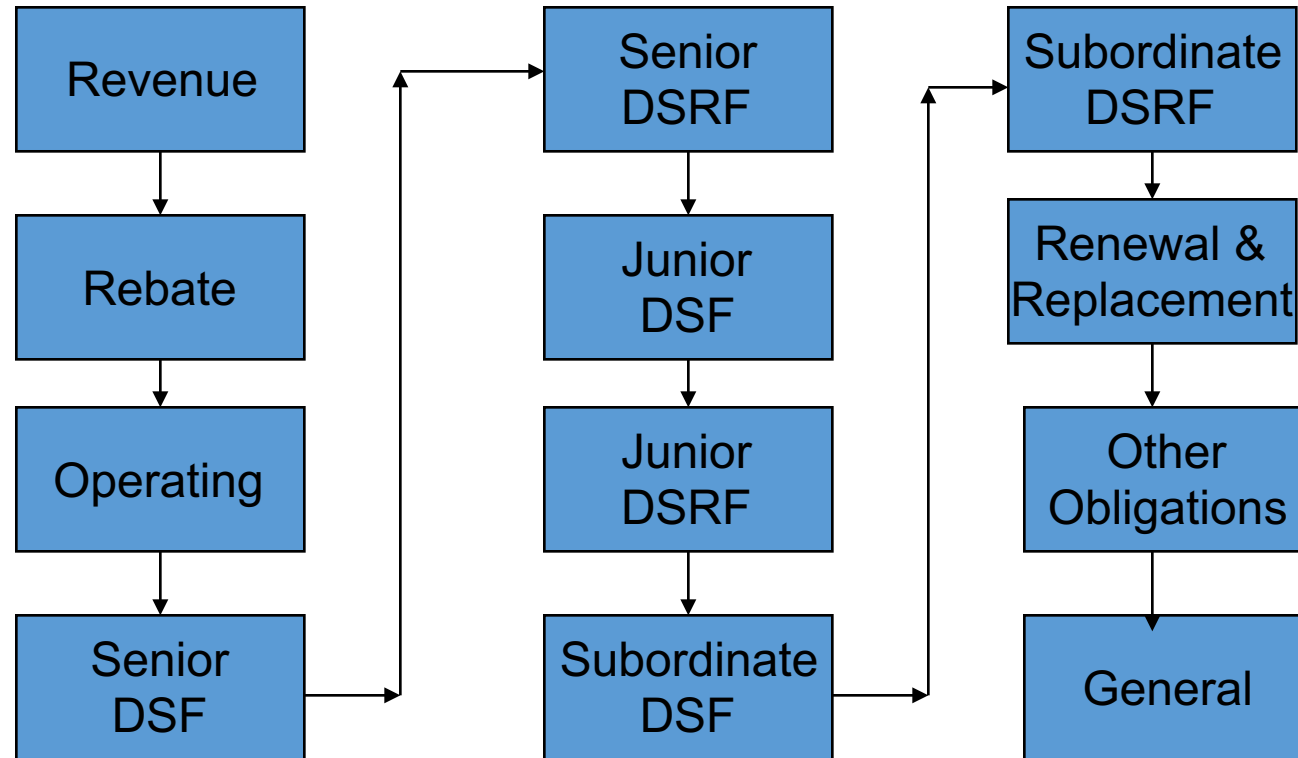 Revenue
Rebate
Operating
Senior
DSF
Senior
DSRF
Junior
DSF
Junior
DSRF
Subordinate
DSF
Subordinate
DSRF
Renewal &
Replacement
Other
Obligations
General